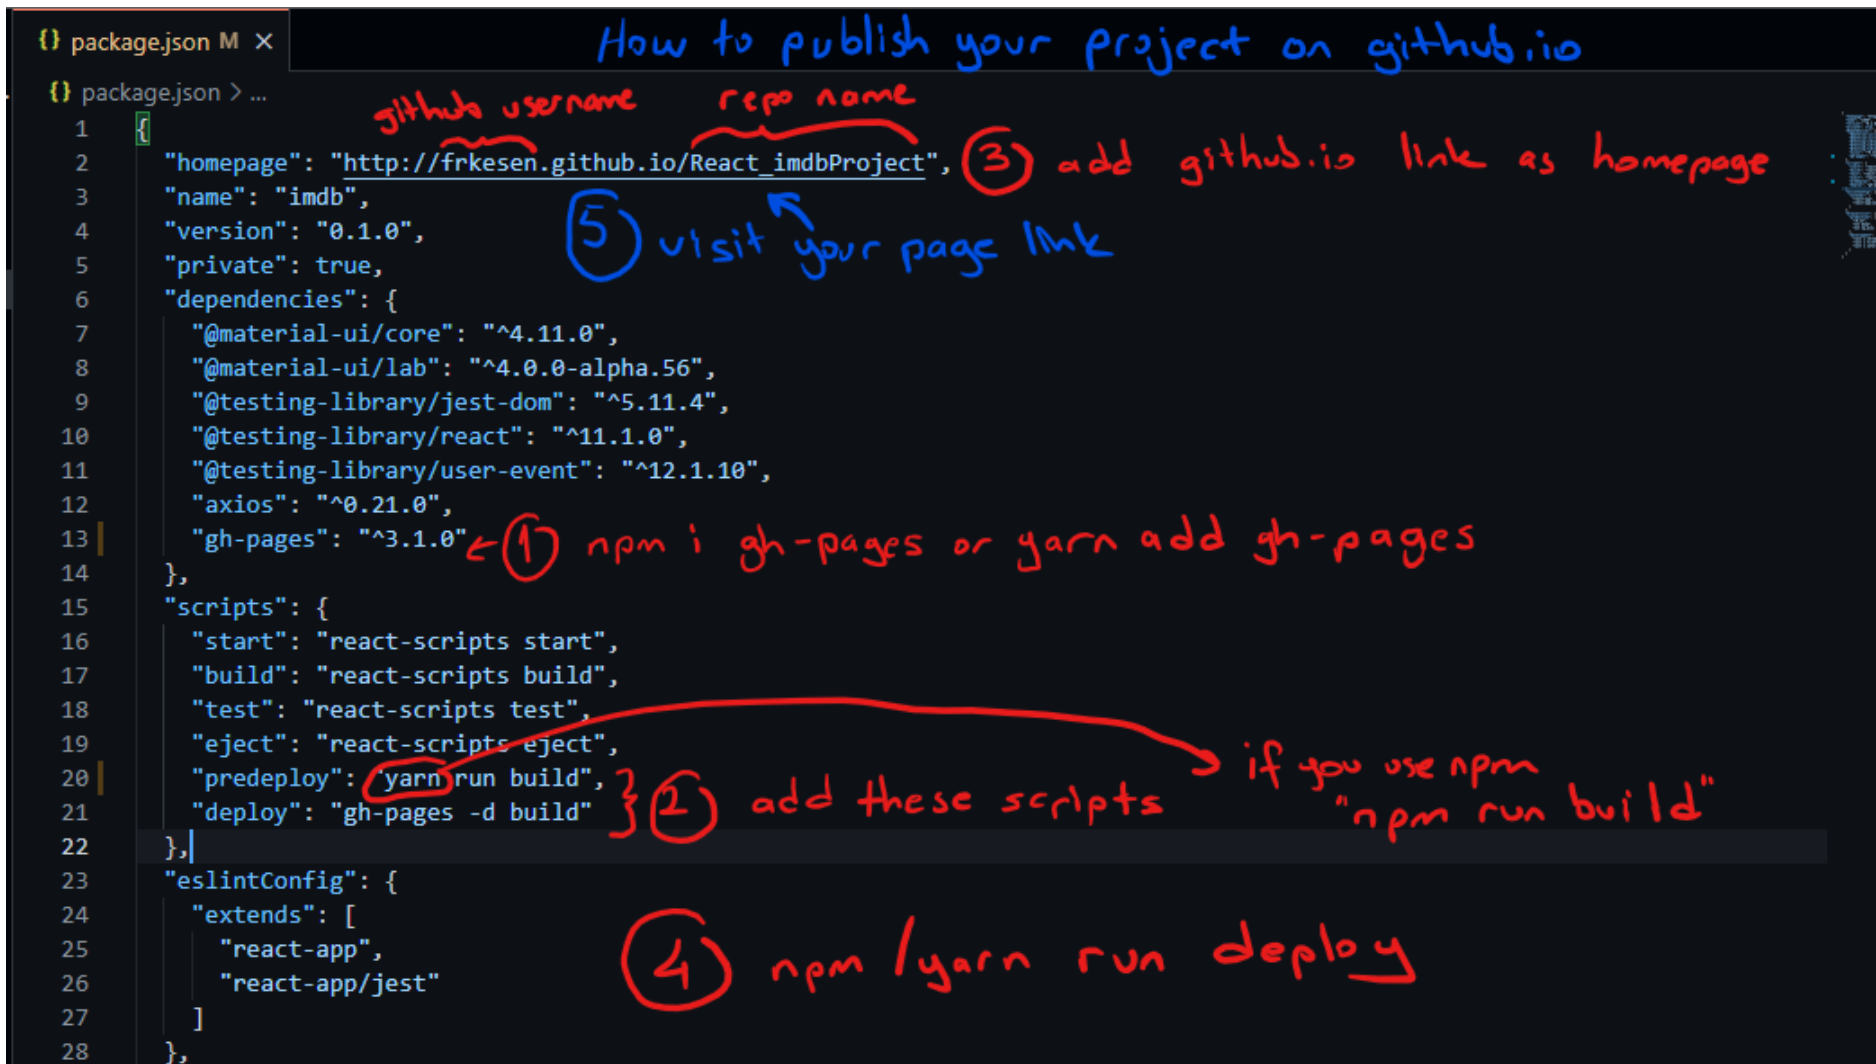 {} package.json M ×
How to publish your project on github.io
{} package.json > ...
github username
repo name
1 {
2 "homepage": "http://frkesen.github.io/React_imdbProject",
3 add github.io link as homepage
3 "name": "imdb",
4 "version": "0.1.0",
5 visit your page link
5 "private": true,
6 "dependencies": {
7 "@material-ui/core": "^4.11.0",
8 "@material-ui/lab": "^4.0.0-alpha.56",
9 "@testing-library/jest-dom": "^5.11.4",
10 "@testing-library/react": "^11.1.0",
11 "@testing-library/user-event": "^12.1.10",
12 "axios": "^0.21.0",
13 "gh-pages": "^3.1.0"
1 npm i gh-pages or yarn add gh-pages
14 },
15 "scripts": {
16 "start": "react-scripts start",
17 "build": "react-scripts build",
18 "test": "react-scripts test",
19 "eject": "react-scripts eject",
20 "predeploy": "yarn run build",
21 "deploy": "gh-pages -d build"
2 add these scripts
if you use npm
"npm run build"
22 },
23 "eslintConfig": {
24 "extends": [
25 "react-app",
26 "react-app/jest"
4 npm/yarn run deploy
27 ]
28 },